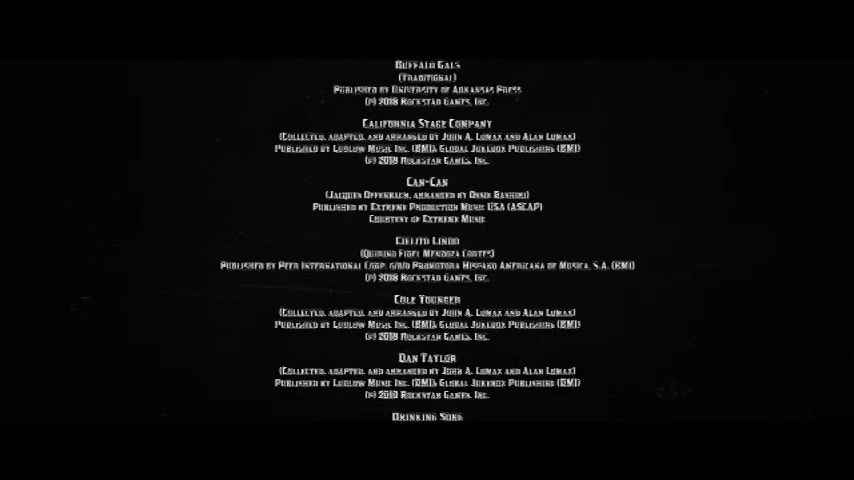 Buffalo Gals
(Traditional)
Published by University of Arkansas Press
(P) 2018 Rockstar Games, Inc.
California Stage Company
(Collected, adapted, and arranged by John A. Lomax and Alan Lomax)
Published by Ludlow Music Inc. (BMI), Global Jukebox Publishing (BMI)
(P) 2018 Rockstar Games, Inc.
Can-Can
(Jacques Offenbach, arranged by
Published by Extreme Production Music USA (ASCAP)
Courtesy of Extreme Music
Cielito Lindo
(Quirino Fidel Mendoza Cortes)
Published by Peer International Corp. o/b/o Promotora Hispano Americana de Musica, S.A. (BMI)
(P) 2018 Rockstar Games, Inc.
Cole Younger
(Collected, adapted, and arranged by John A. Lomax and Alan Lomax)
Published by Ludlow Music Inc. (BMI), Global Jukebox Publishing (BMI)
(P) 2018 Rockstar Games, Inc.
Dan Taylor
(Collected, adapted, and arranged by John A. Lomax and Alan Lomax)
Published by Ludlow Music Inc. (BMI), Global Jukebox Publishing (BMI)
(P) 2018 Rockstar Games, Inc.
Drinking Song